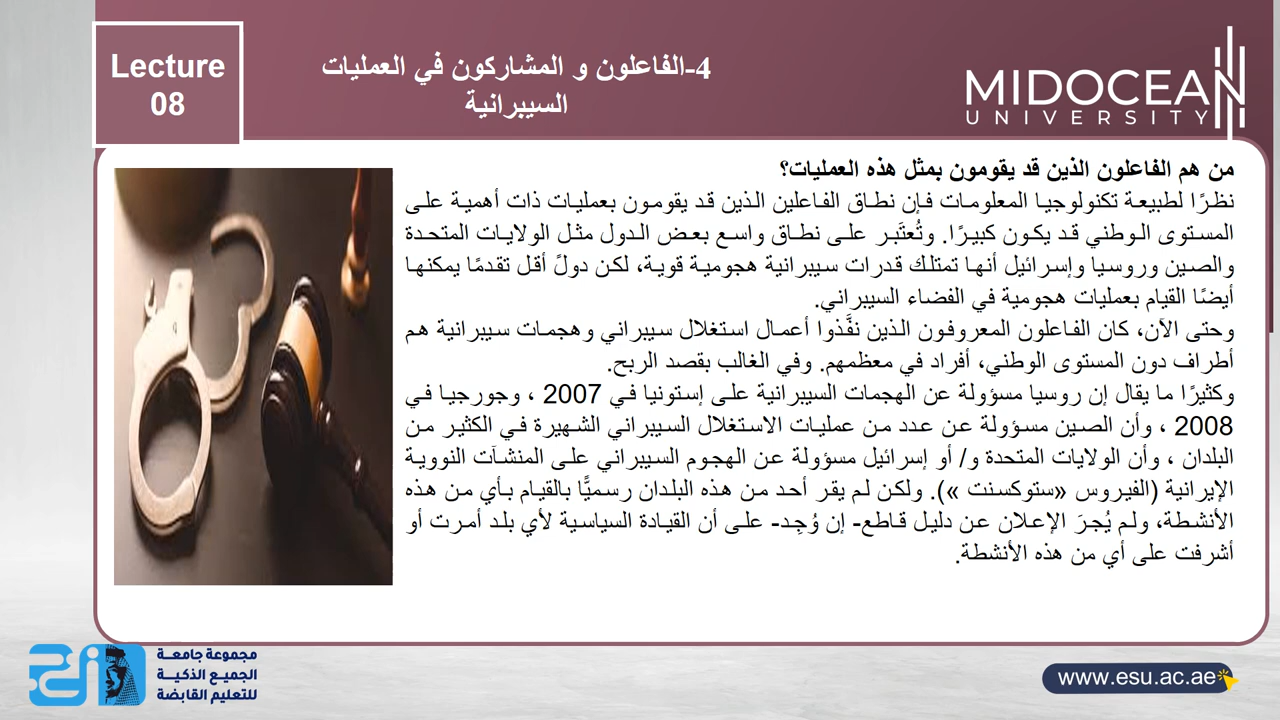 Lecture
08
4-الفاعلون و المشاركون في العمليات
السيبرانية
MIDOCEAN
UNIVERSITY
من هم الفاعلون الذين قد يقومون بمثل هذه العمليات؟
نظرًا لطبيعة تكنولوجيا المعلومات فإن نطاق الفاعلين الذين قد يقومون بعمليات ذات أهمية على
المستوى الوطني قد يكون كبيرًا. وتُعتَبر على نطاق واسع بعض الدول مثل الولايات المتحدة
والصين وروسيا وإسرائيل أنها تمتلك قدرات سيبرانية هجومية قوية، لكن دولً أقل تقدمًا يمكنها
أيضًا القيام بعمليات هجومية في الفضاء السيبراني.
وحتى الآن، كان الفاعلون المعروفون الذين نفَّذوا أعمال استغلال سيبراني وهجمات سيبرانية هم
أطراف دون المستوى الوطني، أفراد في معظمهم. وفي الغالب بقصد الربح.
وكثيرًا ما يقال إن روسيا مسؤولة عن الهجمات السيبرانية على إستونيا في 2007 ، وجورجيا في
2008 ، وأن الصين مسؤولة عن عدد من عمليات الاستغلال السيبراني الشهيرة في الكثير من
البلدان ، وأن الولايات المتحدة و/ أو إسرائيل مسؤولة عن الهجوم السيبراني على المنشآت النووية
الإيرانية (الفيروس «ستوكسنت »). ولكن لم يقر أحد من هذه البلدان رسميًّا بالقيام بأي من هذه
الأنشطة، ولم يُجرَ الإعلان عن دليل قاطع- إن وُجِد- على أن القيادة السياسية لأي بلد أمرت أو
أشرفت على أي من هذه الأنشطة.
مجموعة جامعة
الجميع الذكية
للتعليم القابضة
www.esu.ac.ae